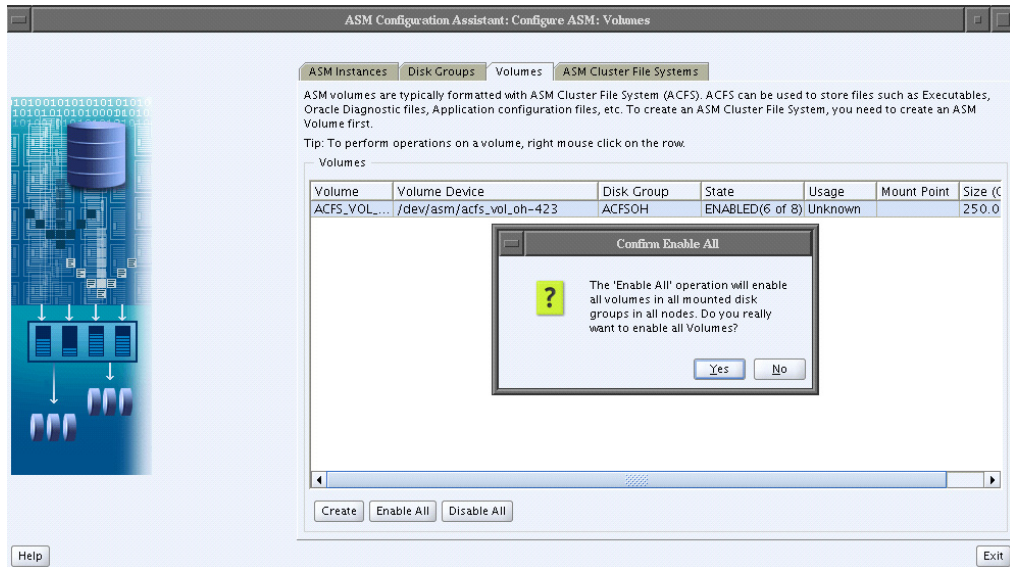 ASM Configuration Assistant: Configure ASM: Volumes
ASM Instances Disk Groups Volumes ASM Cluster File Systems
ASM volumes are typically formatted with ASM Cluster File System (ACFS). ACFS can be used to store files such as Executables,
Oracle Diagnostic files, Application configuration files, etc. To create an ASM Cluster File System, you need to create an ASM
Volume first.
Tip: To perform operations on a volume, right mouse click on the row.
Volumes
Volume Volume Device Disk Group State Usage Mount Point Size (G
ACFS_VOL_... /dev/asm/acfs_vol_oh-423 ACFSOH ENABLED(6 of 8) Unknown 250.0
Confirm Enable All
The 'Enable All' operation will enable
all volumes in all mounted disk
groups in all nodes. Do you really
want to enable all Volumes?
Yes No
Create Enable All Disable All
Help Exit